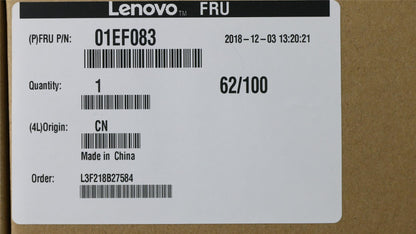 Lenovo™ FRU
(P)FRU P/N: 01EF083 2018-12-03 13:20:21
Quantity: 1 62/100
(4L)Origin: CN
Made in China
Order: L3F218B27584